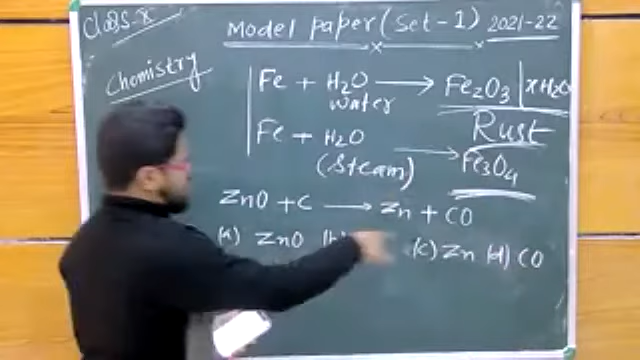 Class-X
Model paper (Set-1) 2021-22
Chemistry
Fe + H2O → Fe2O3 | xH2O
water
Rust
Fe + H2O → Fe3O4
(Steam)
ZnO + C → Zn + CO
(a) ZnO (b) (c) Zn (d) CO